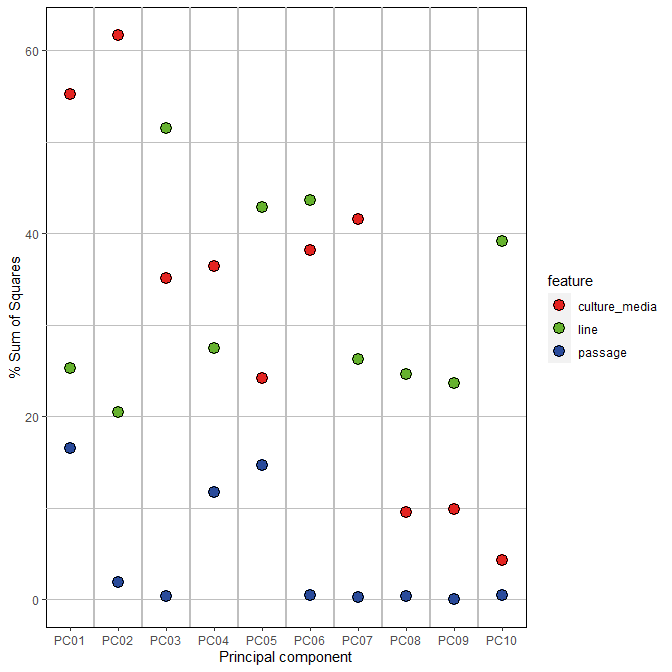 % Sum of Squares
60
40
20
0
PC01 PC02 PC03 PC04 PC05 PC06 PC07 PC08 PC09 PC10
Principal component
feature
culture_media
line
passage